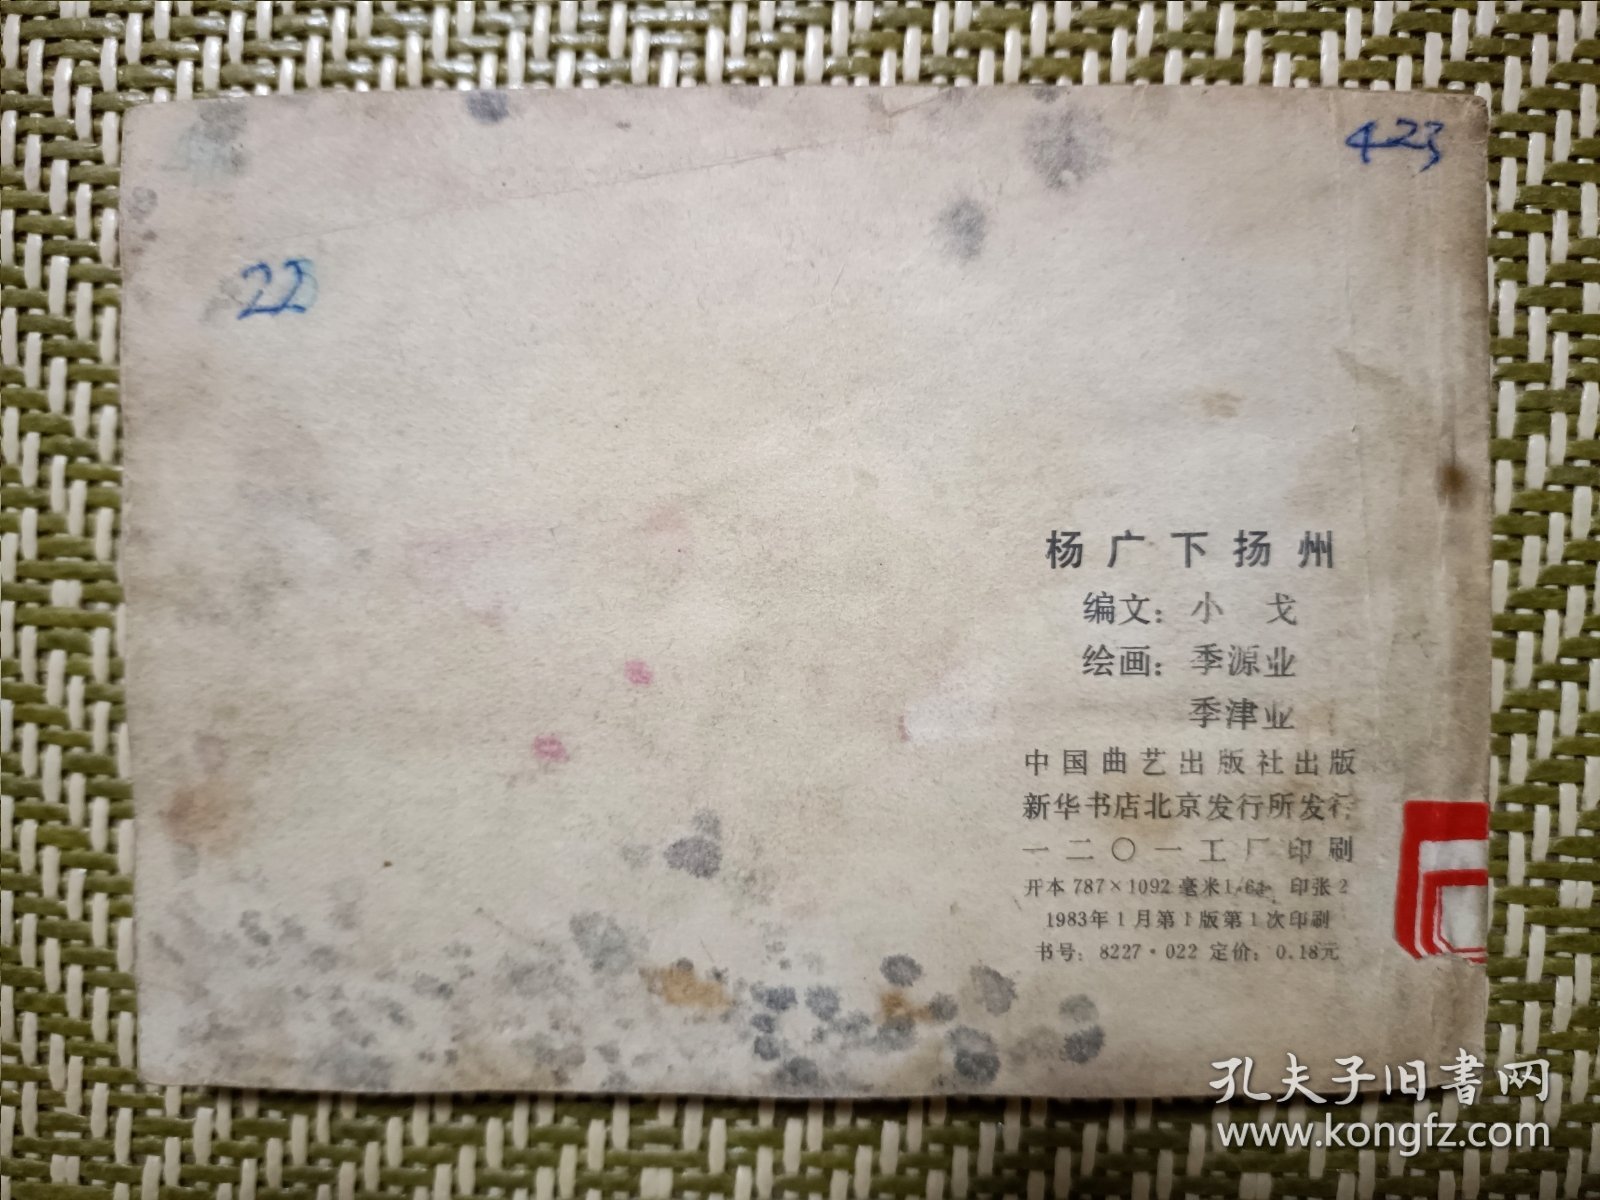 423
22
杨广下扬州
编文：小 戈
绘画：季源业
季津业
中国曲艺出版社出版
新华书店北京发行所发行
一二〇一工厂印刷
开本 787×1092 毫米1/64 印张 2
1983年1月第1版第1次印刷
书号：8227·022 定价：0.18元
孔夫子旧書网
www.kongfz.com